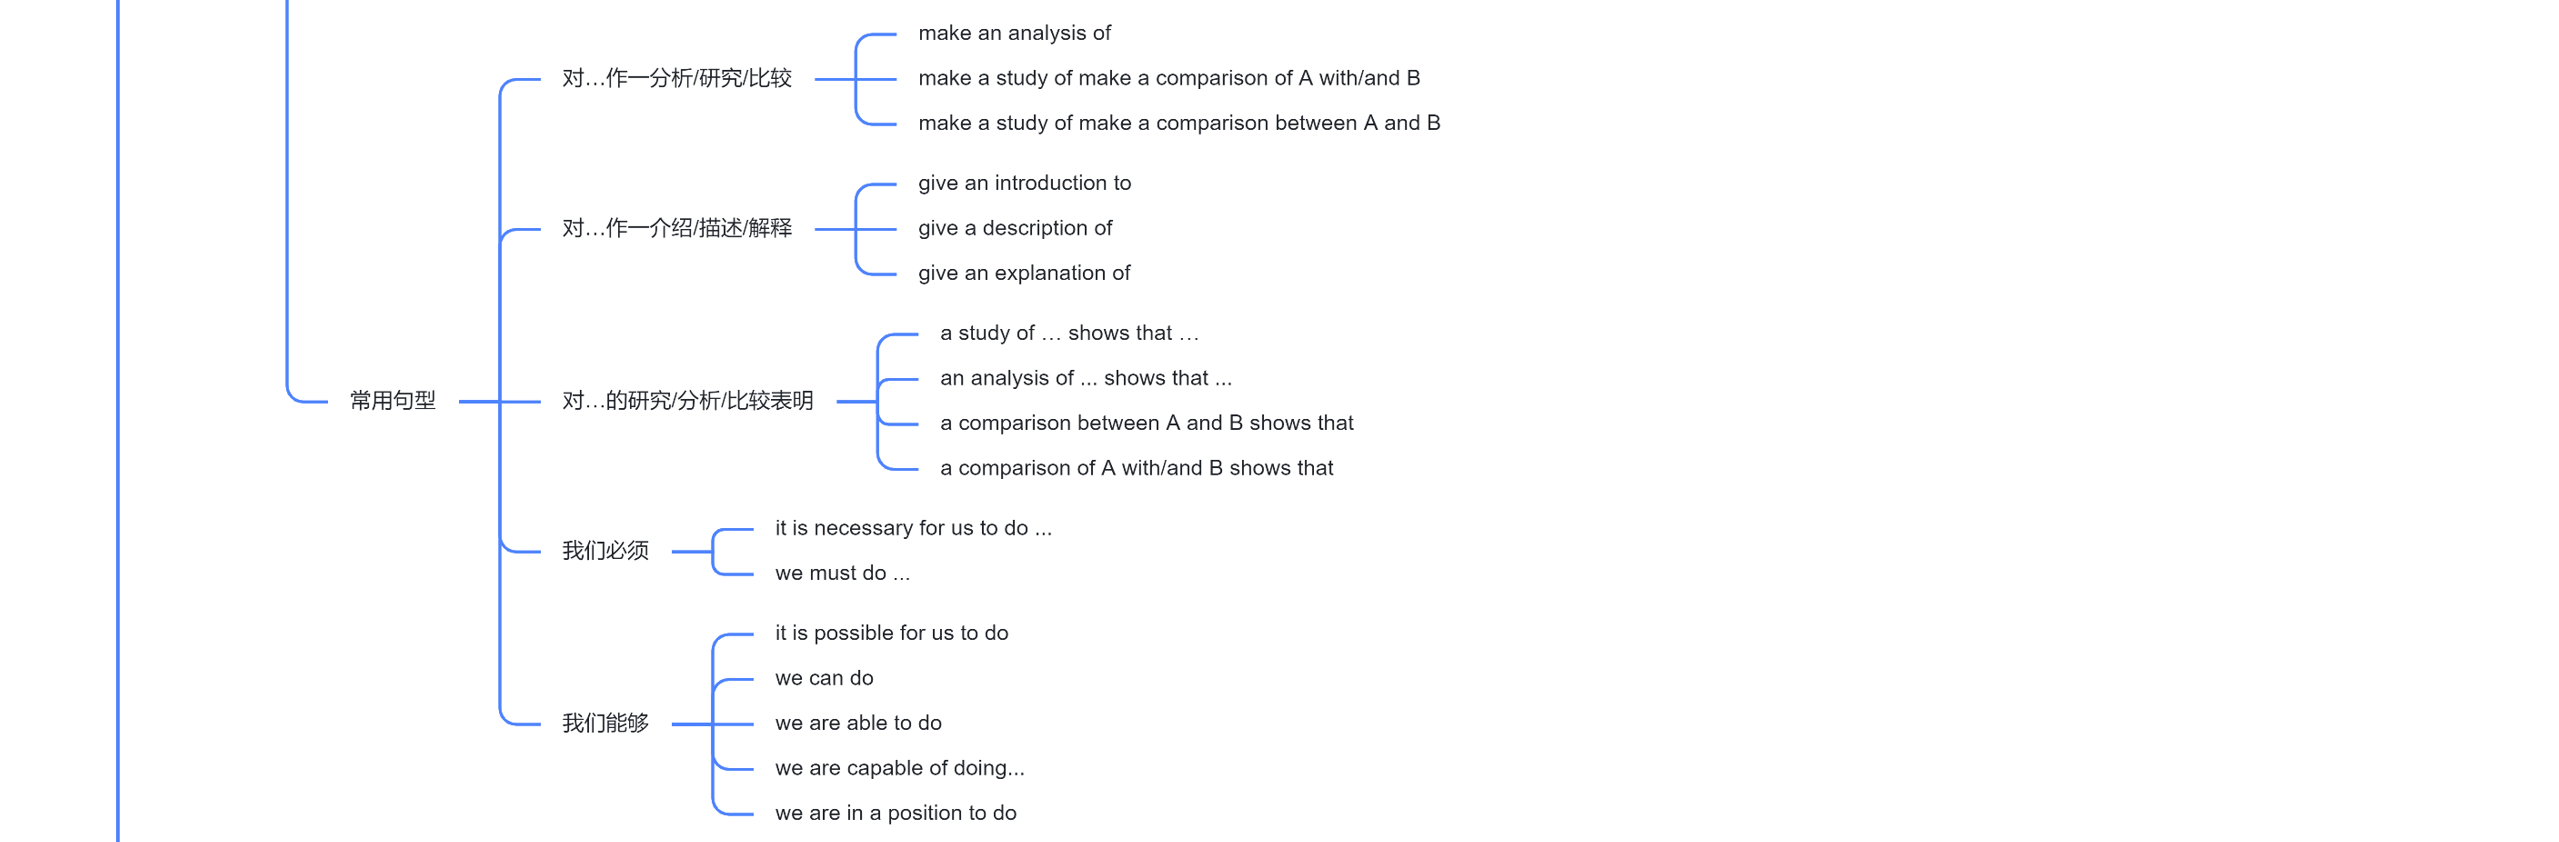 常用句型
对…作一分析/研究/比较
make an analysis of
make a study of make a comparison of A with/and B
make a study of make a comparison between A and B
对…作一介绍/描述/解释
give an introduction to
give a description of
give an explanation of
对…的研究/分析/比较表明
a study of … shows that …
an analysis of ... shows that ...
a comparison between A and B shows that
a comparison of A with/and B shows that
我们必须
it is necessary for us to do ...
we must do ...
我们能够
it is possible for us to do
we can do
we are able to do
we are capable of doing...
we are in a position to do